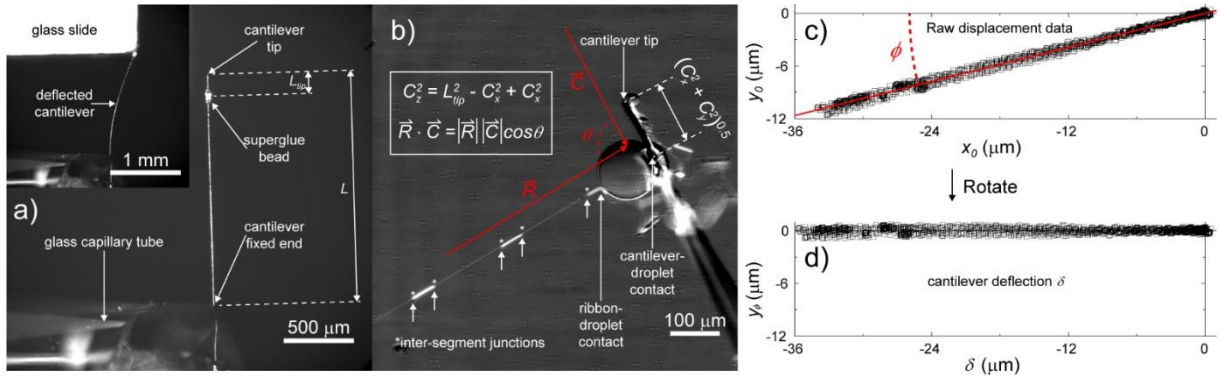 glass slide
deflected
cantilever
1 mm
a)
glass capillary tube
cantilever
tip
L_tip
superglue
bead
L
cantilever
fixed end
500 μm
b)
C_z^2 = L_tip^2 - C_x^2 + C_x^2
R⃗ · C⃗ = |R⃗| |C⃗| cosθ
cantilever tip
C⃗
(C_x^2 + C_y^2)^0.5
θ
R⃗
cantilever-
droplet
contact
ribbon-
droplet
contact
*inter-segment junctions
100 μm
c)
Raw displacement data
ϕ
y_0 (μm)
0
-6
-12
-36
-24
-12
0
x_0 (μm)
Rotate
d)
cantilever deflection δ
y_ϕ (μm)
0
-6
-12
-36
-24
-12
0
δ (μm)